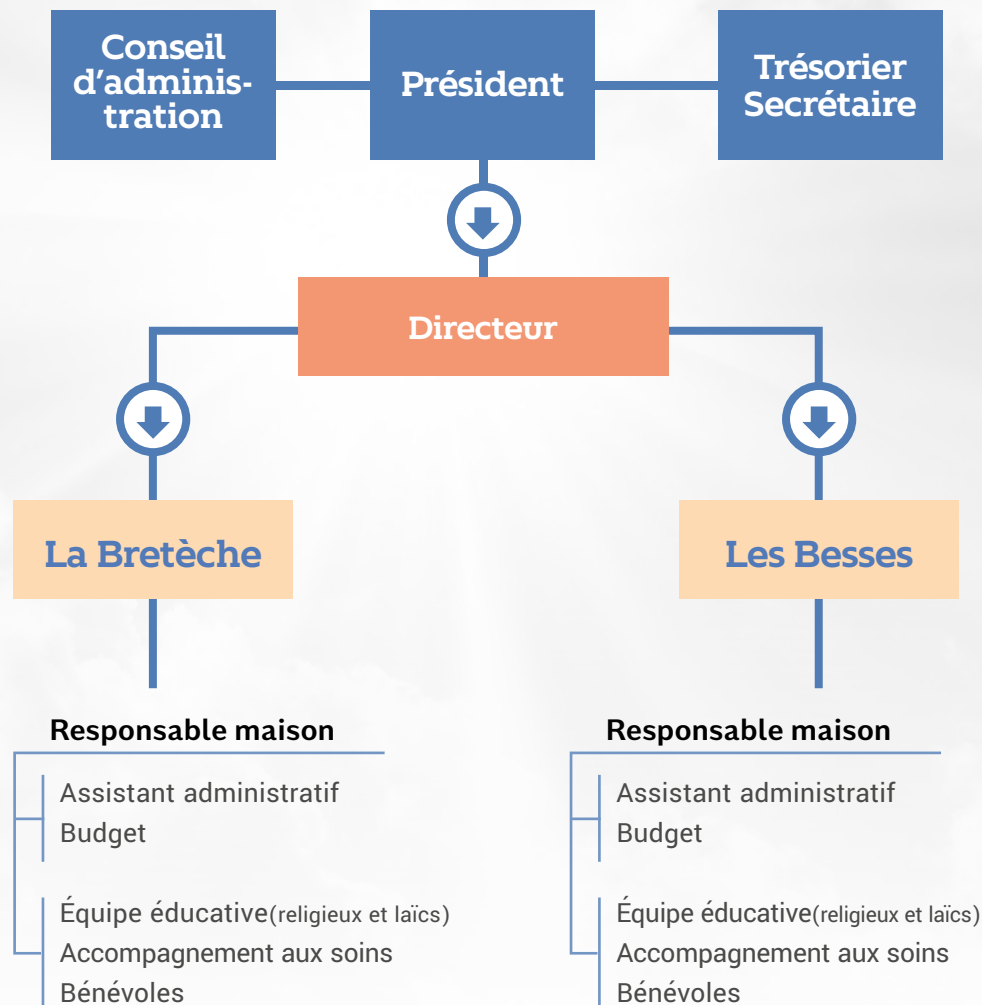 Conseil
d'adminis-
tration
Président
Trésorier
Secrétaire
Directeur
La Bretèche
Les Besses
Responsable maison
Assistant administratif
Budget
Équipe éducative(religieux et laïcs)
Accompagnement aux soins
Bénévoles
Responsable maison
Assistant administratif
Budget
Équipe éducative(religieux et laïcs)
Accompagnement aux soins
Bénévoles